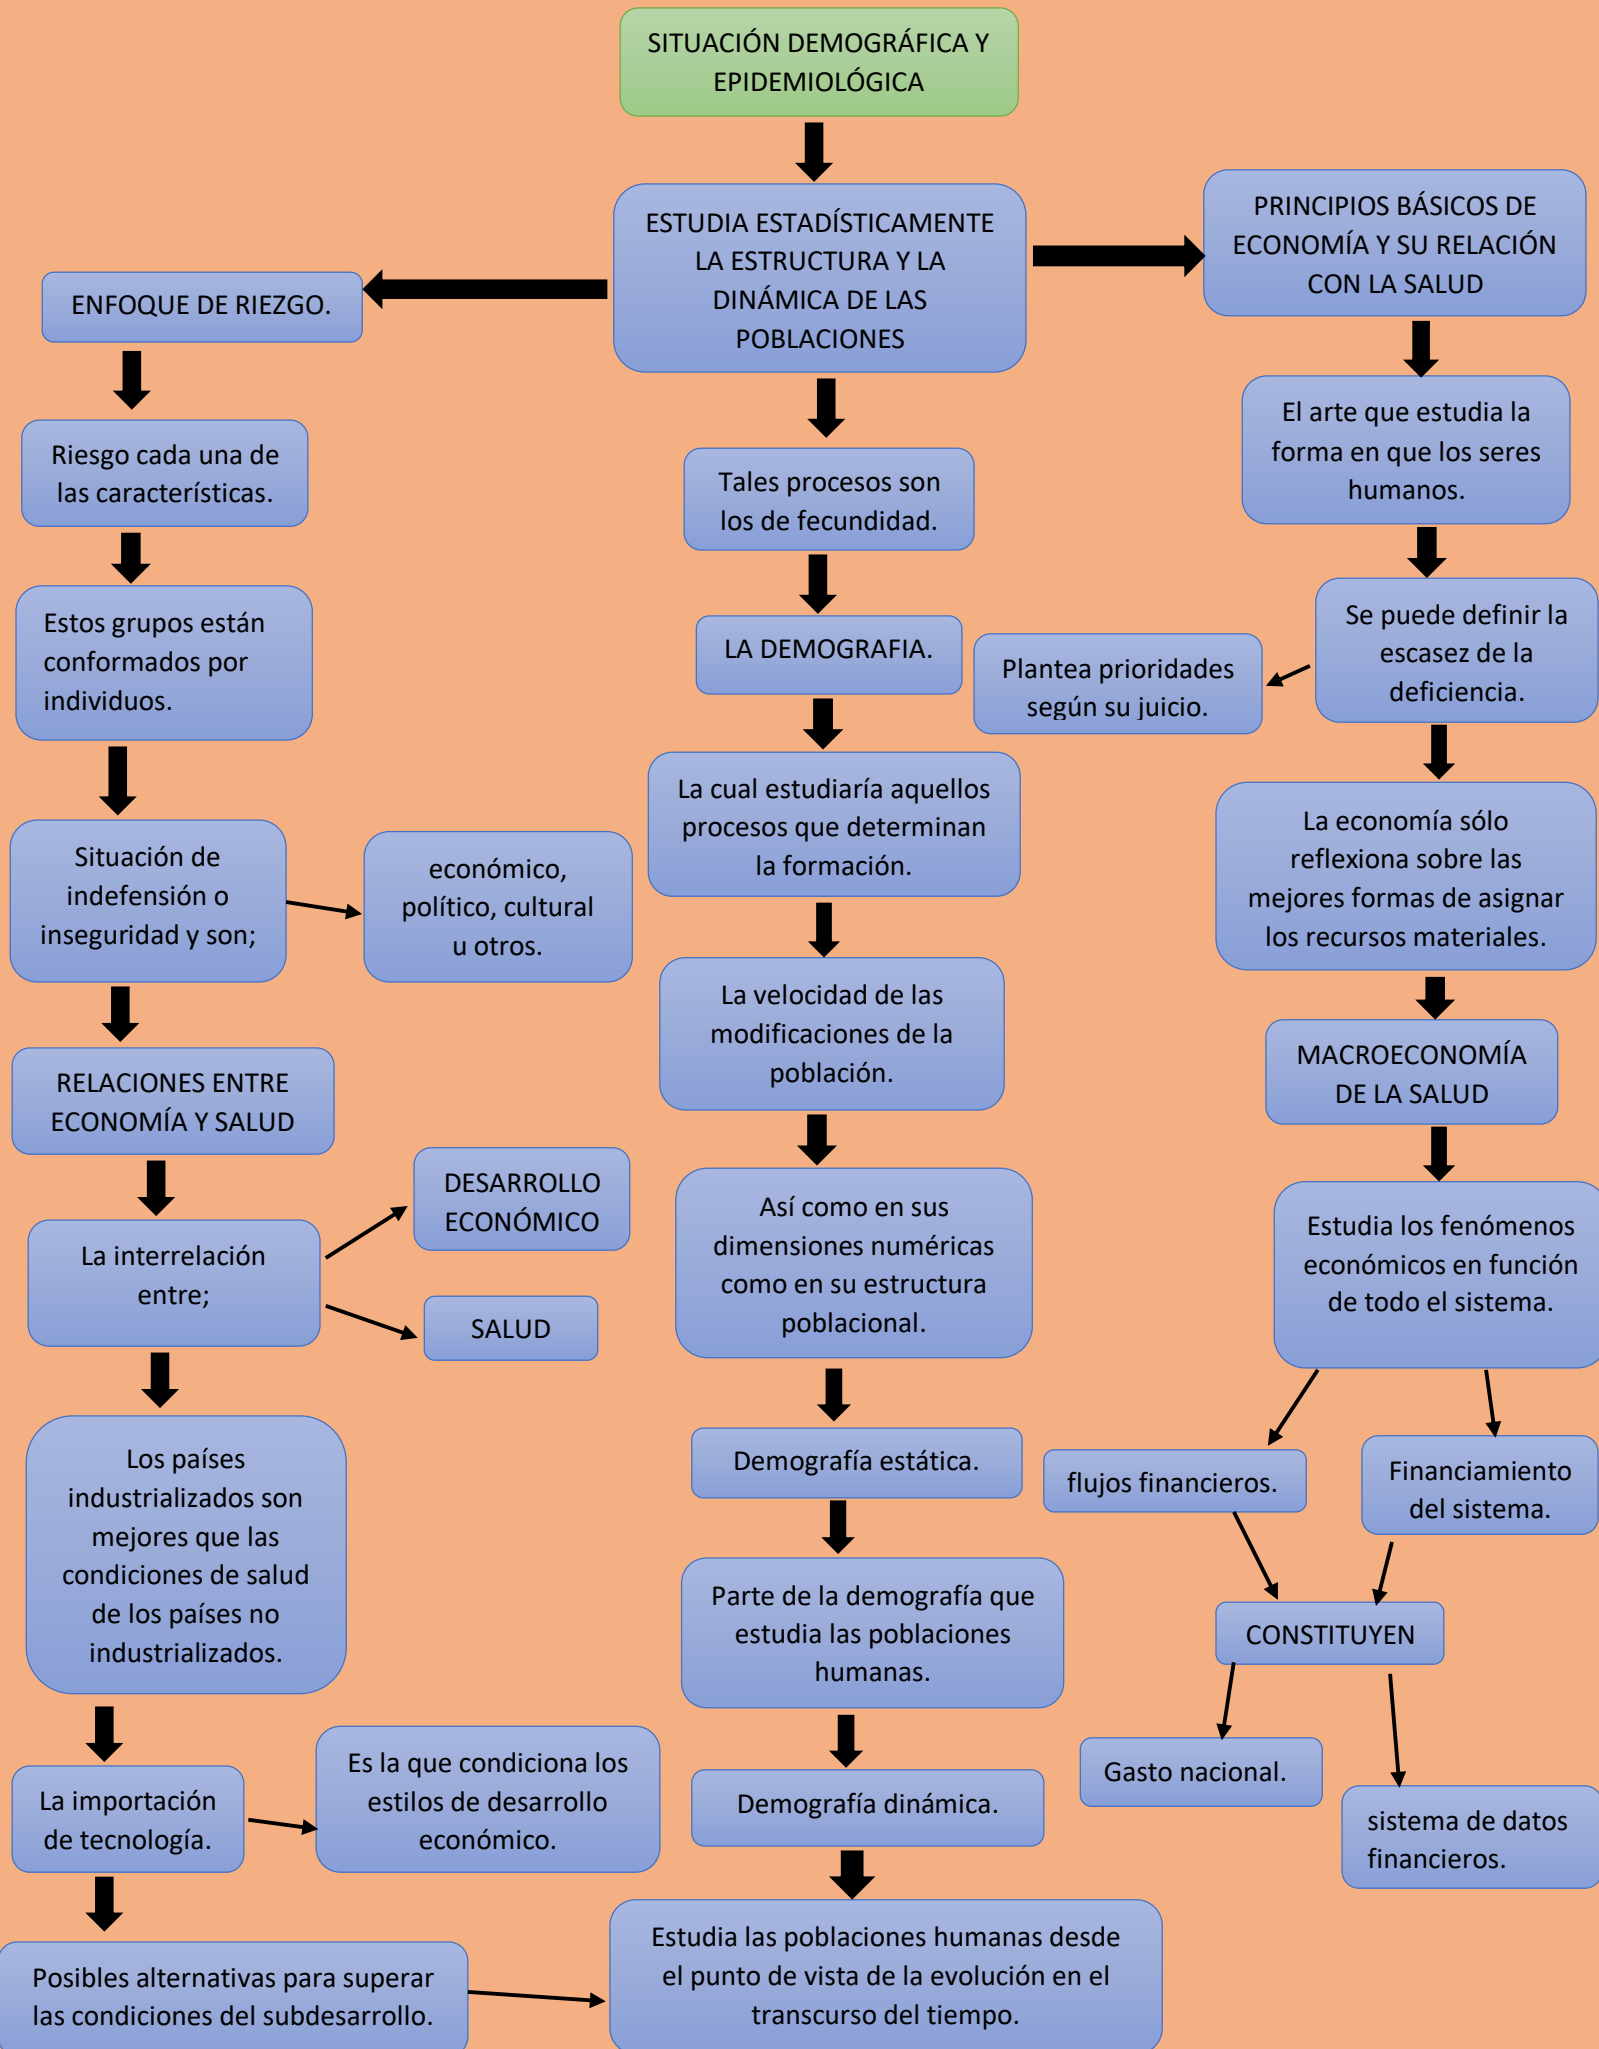 SITUACIÓN DEMOGRÁFICA Y
EPIDEMIOLÓGICA
ESTUDIA ESTADÍSTICAMENTE
LA ESTRUCTURA Y LA
DINÁMICA DE LAS
POBLACIONES
ENFOQUE DE RIEZGO.
Riesgo cada una de
las características.
Estos grupos están
conformados por
individuos.
Situación de
indefensión o
inseguridad y son;
económico,
político, cultural
u otros.
RELACIONES ENTRE
ECONOMÍA Y SALUD
La interrelación
entre;
DESARROLLO
ECONÓMICO
SALUD
Los países
industrializados son
mejores que las
condiciones de salud
de los países no
industrializados.
La importación
de tecnología.
Es la que condiciona los
estilos de desarrollo
económico.
Posibles alternativas para superar
las condiciones del subdesarrollo.
Tales procesos son
los de fecundidad.
LA DEMOGRAFIA.
La cual estudiaría aquellos
procesos que determinan
la formación.
La velocidad de las
modificaciones de la
población.
Así como en sus
dimensiones numéricas
como en su estructura
poblacional.
Demografía estática.
Parte de la demografía que
estudia las poblaciones
humanas.
Demografía dinámica.
Estudia las poblaciones humanas desde
el punto de vista de la evolución en el
transcurso del tiempo.
PRINCIPIOS BÁSICOS DE
ECONOMÍA Y SU RELACIÓN
CON LA SALUD
El arte que estudia la
forma en que los seres
humanos.
Se puede definir la
escasez de la
deficiencia.
Plantea prioridades
según su juicio.
La economía sólo
reflexiona sobre las
mejores formas de asignar
los recursos materiales.
MACROECONOMÍA
DE LA SALUD
Estudia los fenómenos
económicos en función
de todo el sistema.
flujos financieros.
Financiamiento
del sistema.
CONSTITUYEN
Gasto nacional.
sistema de datos
financieros.